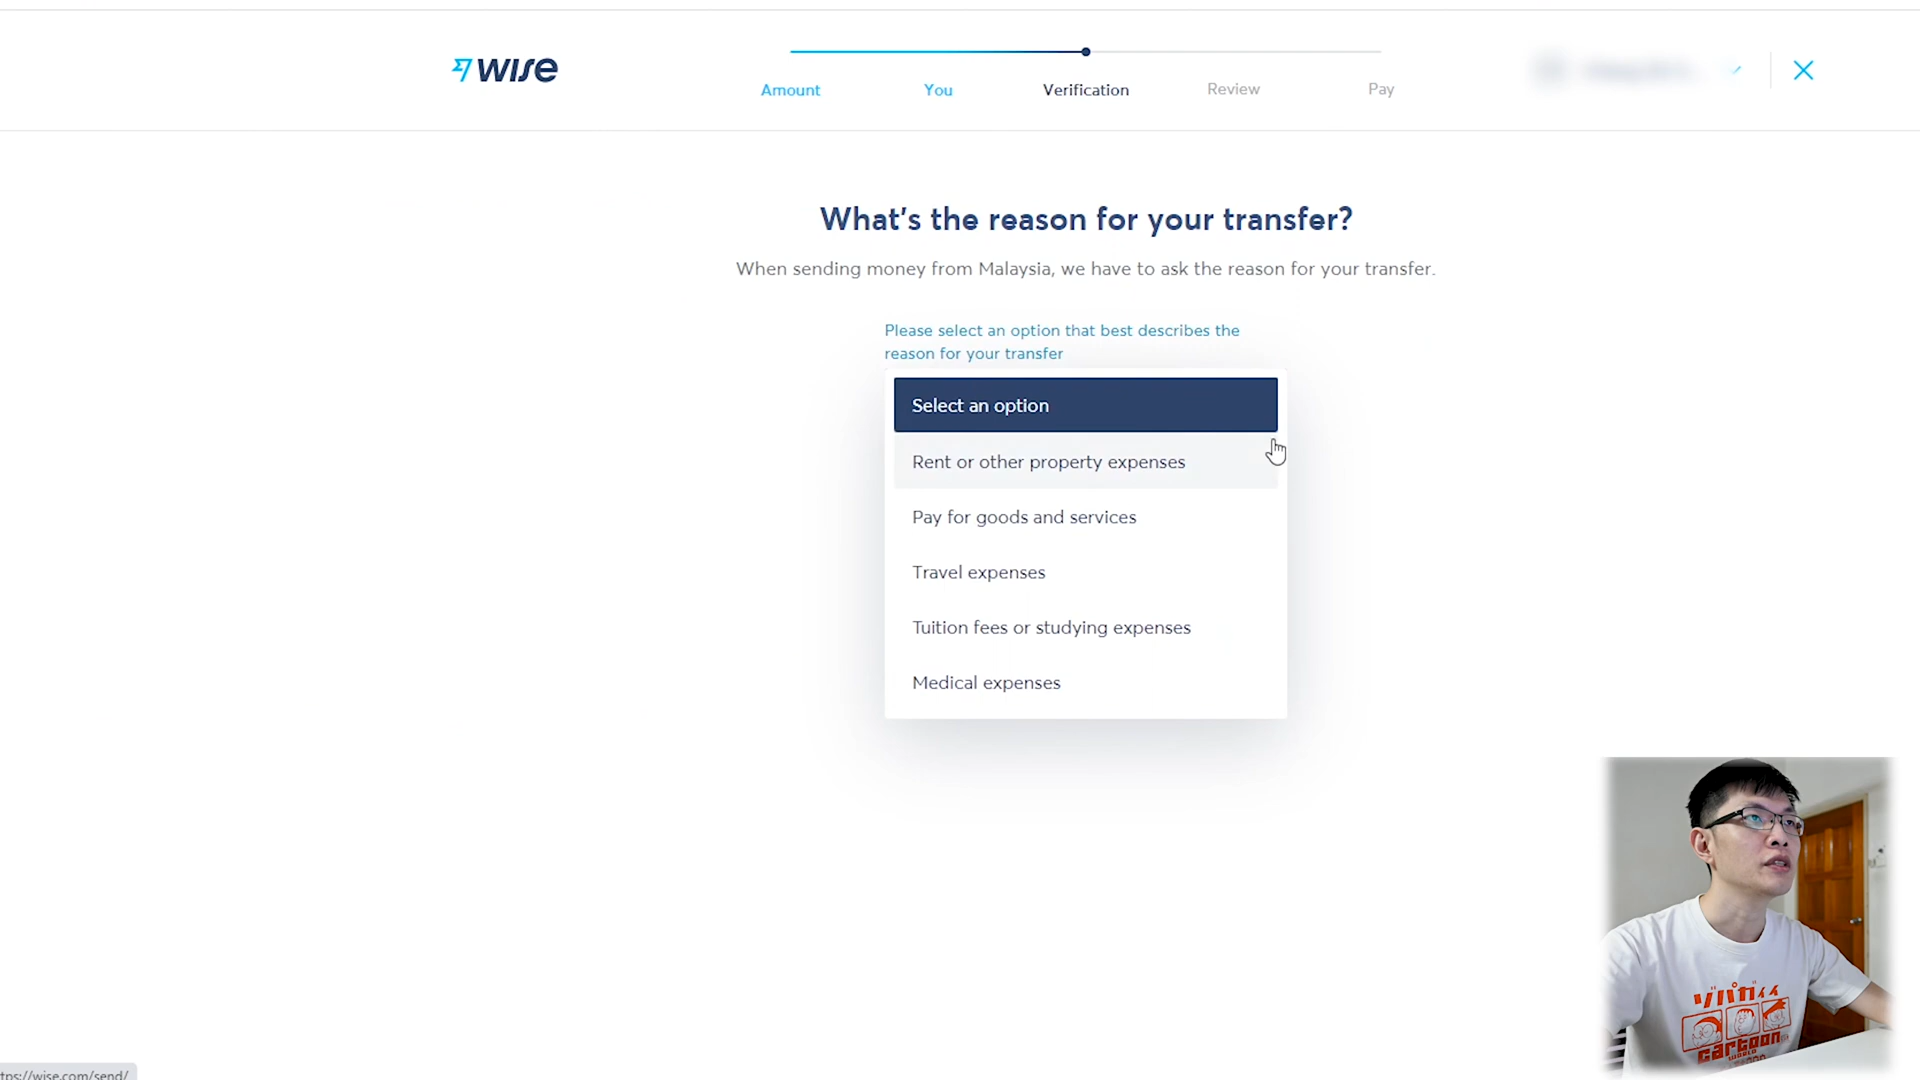 wise
Amount
You
Verification
Review
Pay
What's the reason for your transfer?
When sending money from Malaysia, we have to ask the reason for your transfer.
Please select an option that best describes the
reason for your transfer
Select an option
Rent or other property expenses
Pay for goods and services
Travel expenses
Tuition fees or studying expenses
Medical expenses
cartoon
tps://wise.com/send/